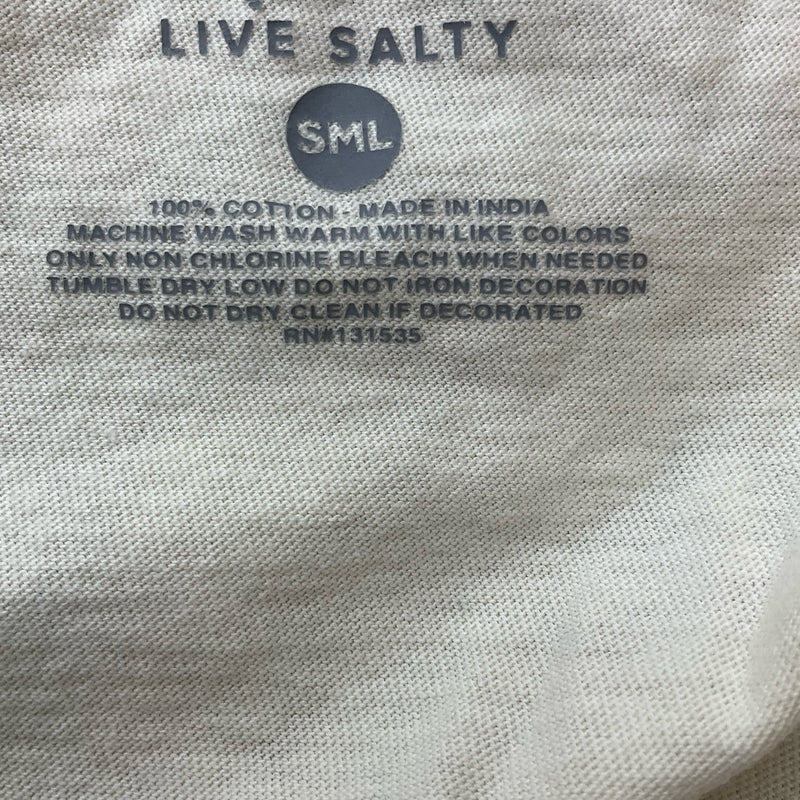 LIVE SALTY
SML
100% COTTON - MADE IN INDIA
MACHINE WASH WARM WITH LIKE COLORS
ONLY NON CHLORINE BLEACH WHEN NEEDED
TUMBLE DRY LOW DO NOT IRON DECORATION
DO NOT DRY CLEAN IF DECORATED
RN#131535